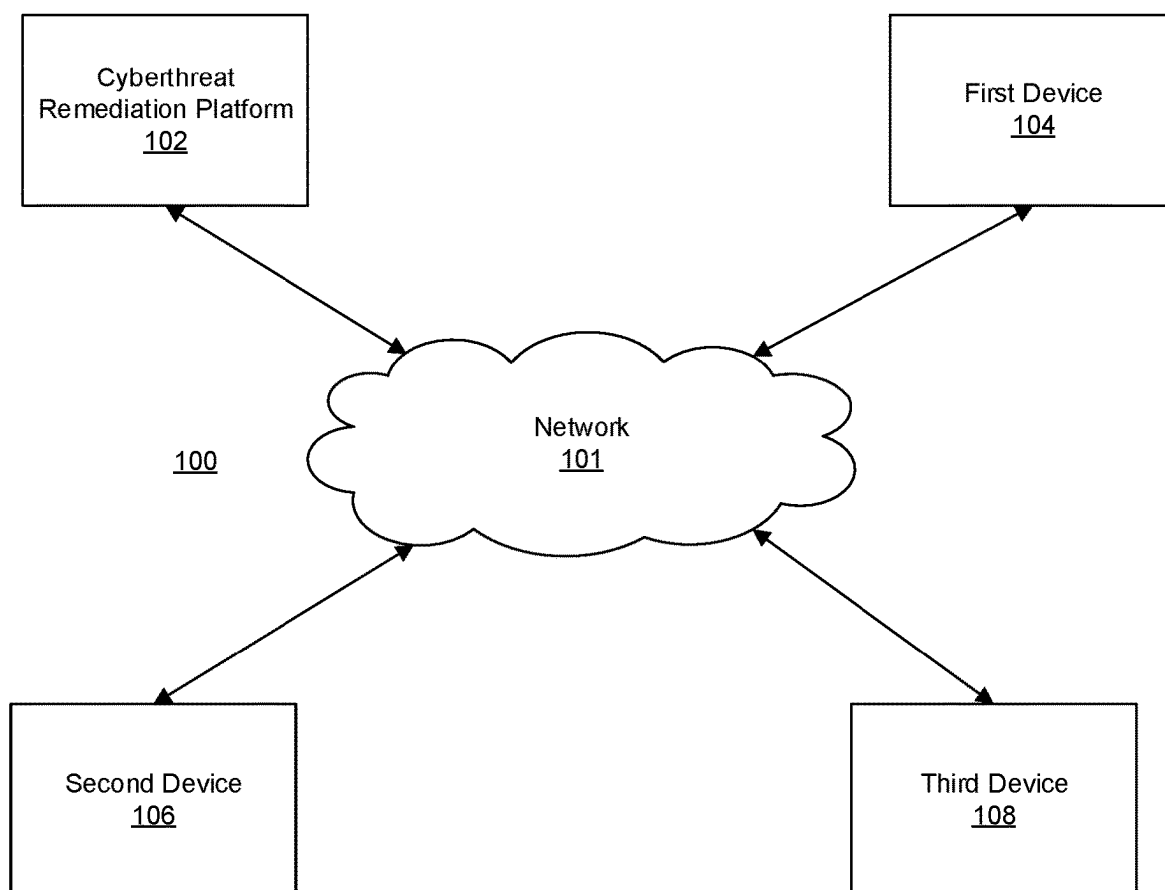 Cyberthreat
Remediation Platform
102
First Device
104
Network
101
100
Second Device
106
Third Device
108